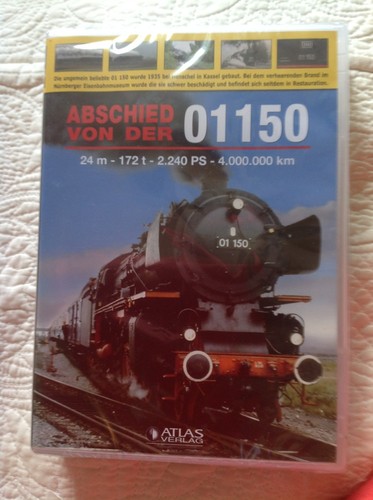 Die ungemein beliebte 01 150 wurde 1935 bei Henschel in Kassel gebaut. Bei dem verheerenden Brand im
Nürnberger Eisenbahnmuseum wurde die sie schwer beschädigt und befindet sich seitdem in Restauration.
ABSCHIED
VON DER 01150
24 m - 172 t - 2.240 PS - 4.000.000 km
01 150
ATLAS
VERLAG